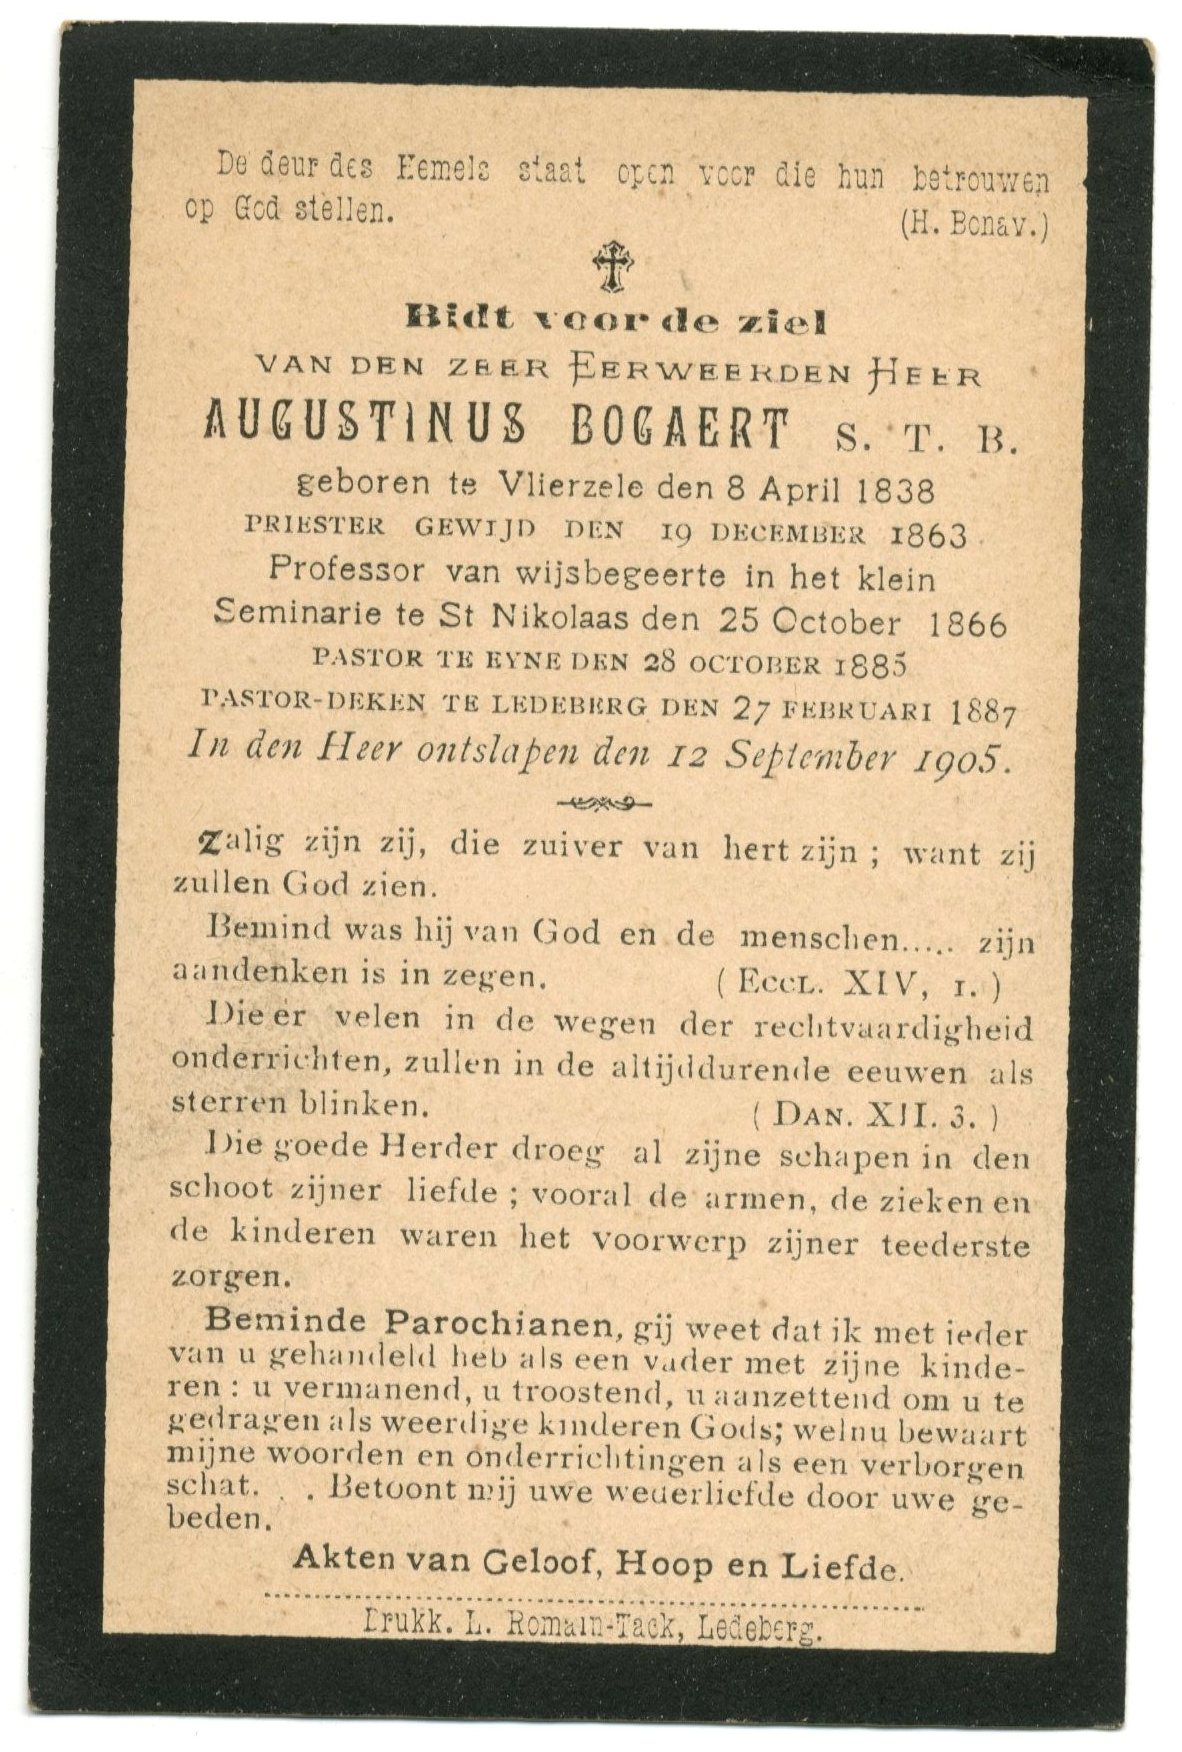 De deur des Hemels staat open voor die hun betrouwen
op God stellen. (H. Bonav.)
Bidt voor de ziel
VAN DEN ZEER EERWEERDEN HEER
AUGUSTINUS BOGAERT S. T. B.
geboren te Vlierzele den 8 April 1838
PRIESTER GEWIJD DEN 19 DECEMBER 1863
Professor van wijsbegeerte in het klein
Seminarie te St Nikolaas den 25 October 1866
PASTOR TE EYNE DEN 28 OCTOBER 1885
PASTOR-DEKEN TE LEDEBERG DEN 27 FEBRUARI 1887
In den Heer ontslapen den 12 September 1905.
Zalig zijn zij, die zuiver van hert zijn ; want zij
zullen God zien.
Bemind was hij van God en de menschen..... zijn
aandenken is in zegen. ( ECCL. XIV, 1. )
Die er velen in de wegen der rechtvaardigheid
onderrichten, zullen in de altijddurende eeuwen als
sterren blinken. ( DAN. XII. 3. )
Die goede Herder droeg al zijne schapen in den
schoot zijner liefde ; vooral de armen, de zieken en
de kinderen waren het voorwerp zijner teederste
zorgen.
Beminde Parochianen, gij weet dat ik met ieder
van u gehandeld heb als een vader met zijne kinde-
ren : u vermanend, u troostend, u aanzettend om u te
gedragen als weerdige kinderen Gods; welnu bewaart
mijne woorden en onderrichtingen als een verborgen
schat. . . Betoont mij uwe wederliefde door uwe ge-
beden.
Akten van Geloof, Hoop en Liefde.
Drukk. L. Romain-Tack, Ledeberg.